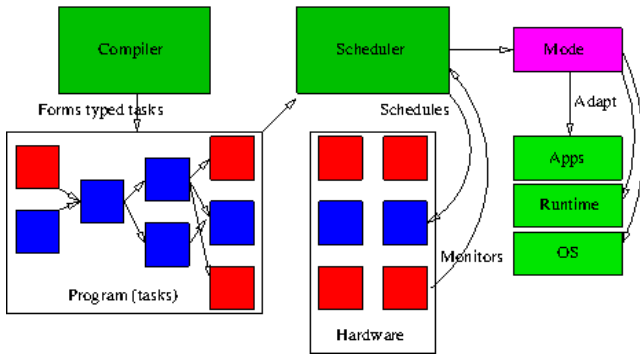 Compiler
Scheduler
Mode
Forms typed tasks
Schedules
Adapt
Apps
Runtime
OS
Monitors
Program (tasks)
Hardware